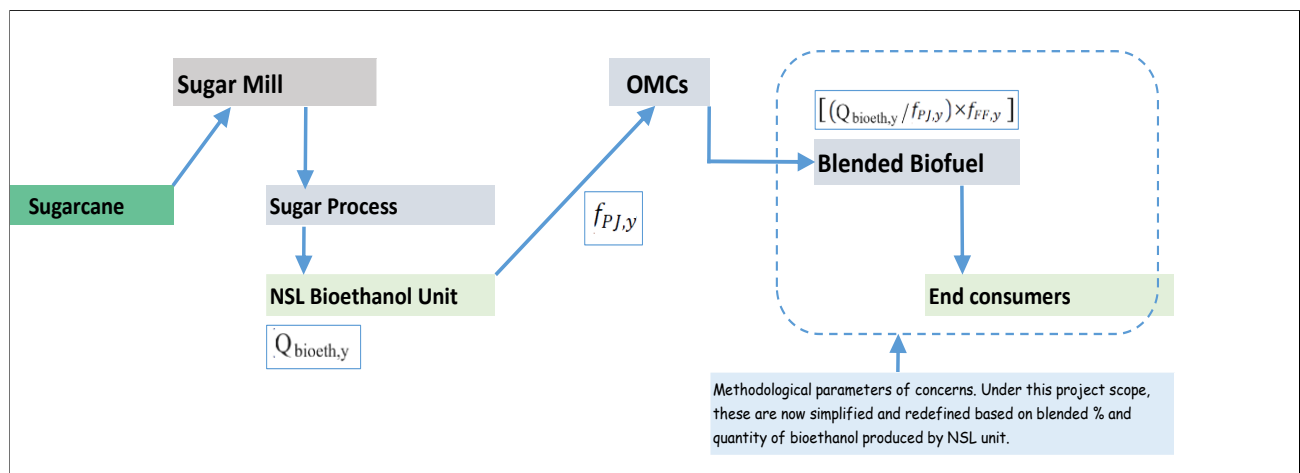 Sugar Mill
OMCs
[(Q bioeth,y / f PJ,y) × f FF,y ]
Blended Biofuel
Sugarcane
Sugar Process
f PJ,y
NSL Bioethanol Unit
End consumers
Q bioeth,y
Methodological parameters of concerns. Under this project scope,
these are now simplified and redefined based on blended % and
quantity of bioethanol produced by NSL unit.